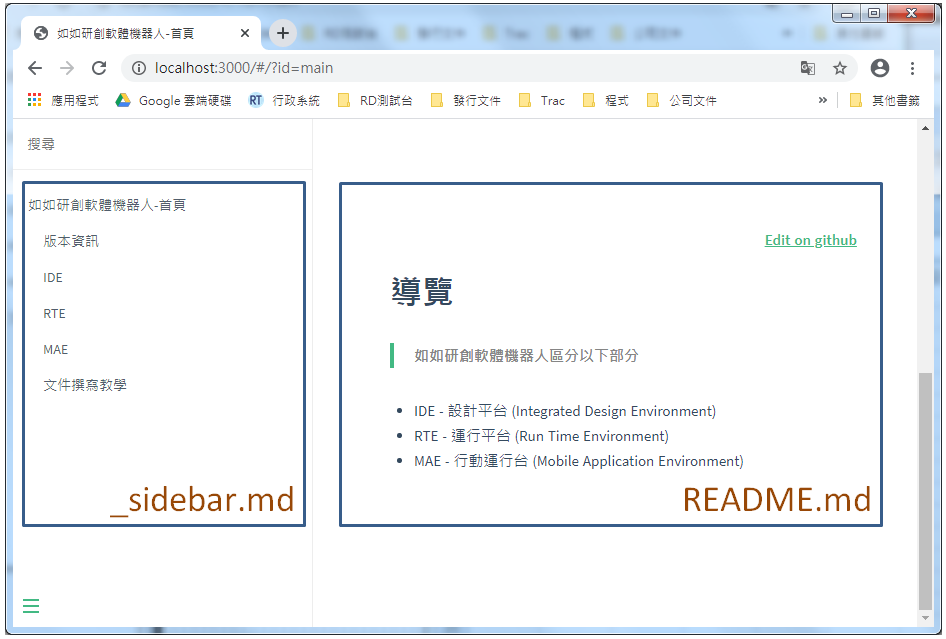 如如研創軟體機器人-首頁
localhost:3000/#/?id=main
應用程式 Google 雲端硬碟 RT 行政系統 RD測試台 發行文件 Trac 程式 公司文件 » 其他書籤
搜尋
如如研創軟體機器人-首頁
版本資訊
IDE
RTE
MAE
文件撰寫教學
_sidebar.md
Edit on github
導覽
如如研創軟體機器人區分以下部分
IDE - 設計平台 (Integrated Design Environment)
RTE - 運行平台 (Run Time Environment)
MAE - 行動運行台 (Mobile Application Environment)
README.md